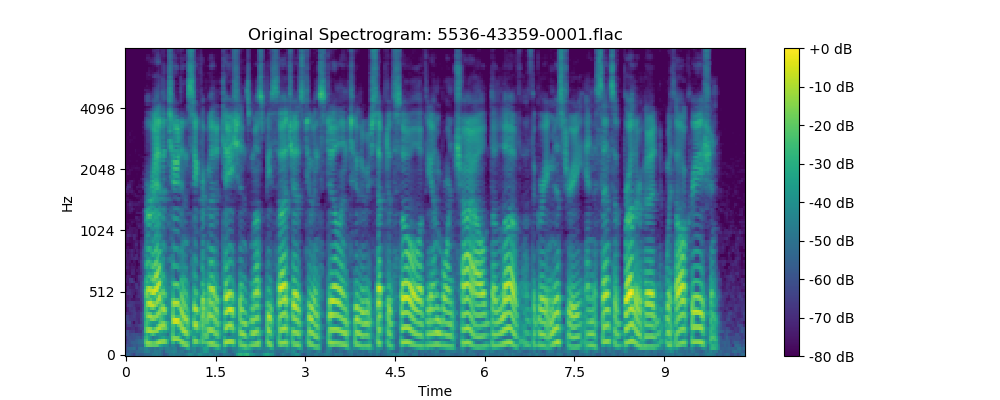 Original Spectrogram: 5536-43359-0001.flac
Hz
4096
2048
1024
512
0
0 1.5 3 4.5 6 7.5 9
Time
+0 dB
-10 dB
-20 dB
-30 dB
-40 dB
-50 dB
-60 dB
-70 dB
-80 dB